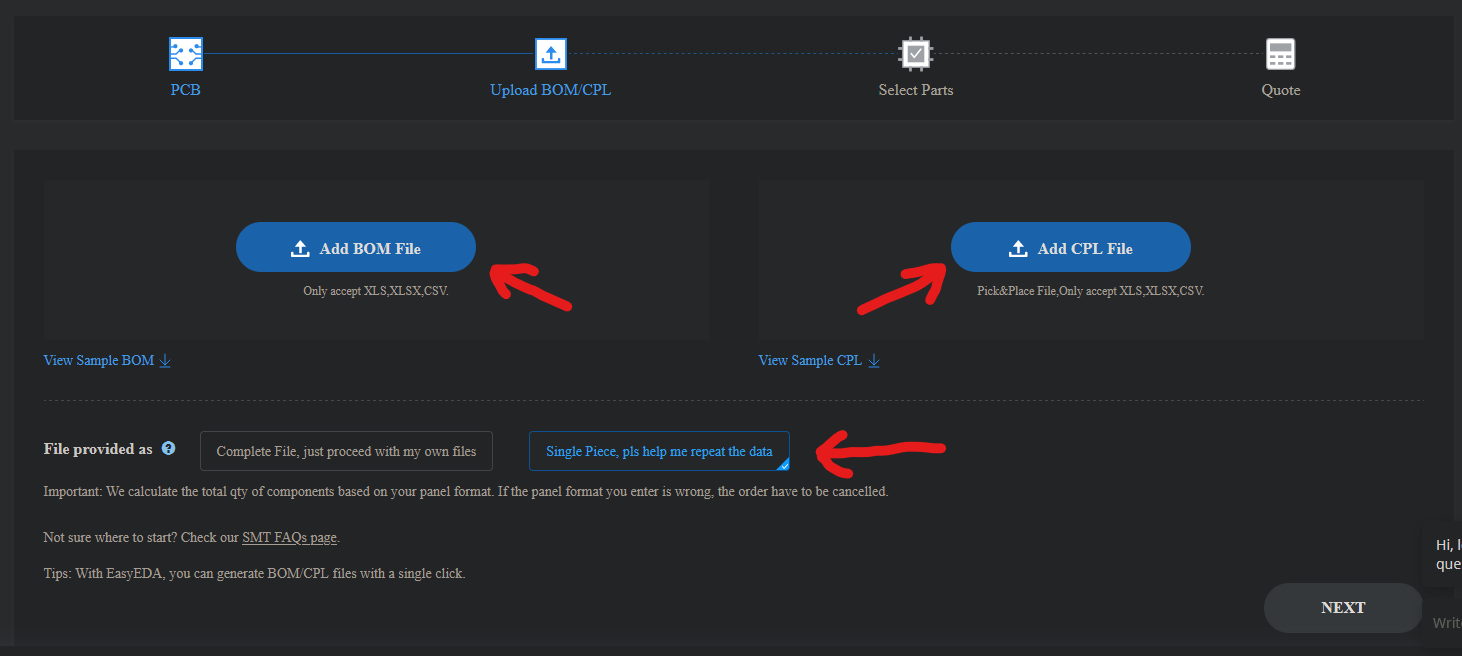 PCB
Upload BOM/CPL
Select Parts
Quote
Add BOM File
Only accept XLS,XLSX,CSV.
Add CPL File
Pick&Place File,Only accept XLS,XLSX,CSV.
View Sample BOM
View Sample CPL
File provided as ?
Complete File, just proceed with my own files
Single Piece, pls help me repeat the data
Important: We calculate the total qty of components based on your panel format. If the panel format you enter is wrong, the order have to be cancelled.
Not sure where to start? Check our SMT FAQs page.
Tips: With EasyEDA, you can generate BOM/CPL files with a single click.
Hi, l
que
NEXT
Writ